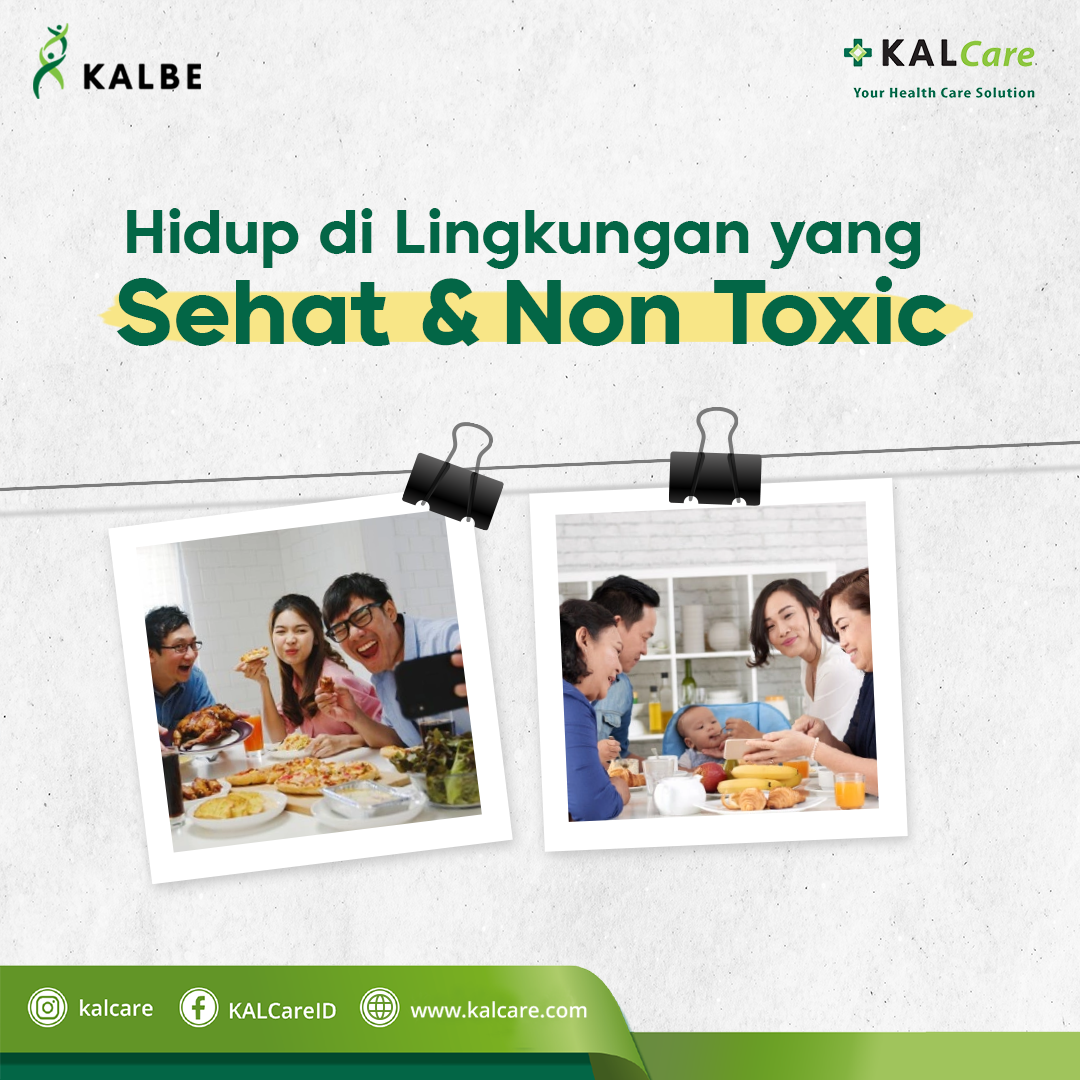 KALBE
KALCare
Your Health Care Solution
Hidup di Lingkungan yang
Sehat & Non Toxic
kalcare
KALCareID
www.kalcare.com